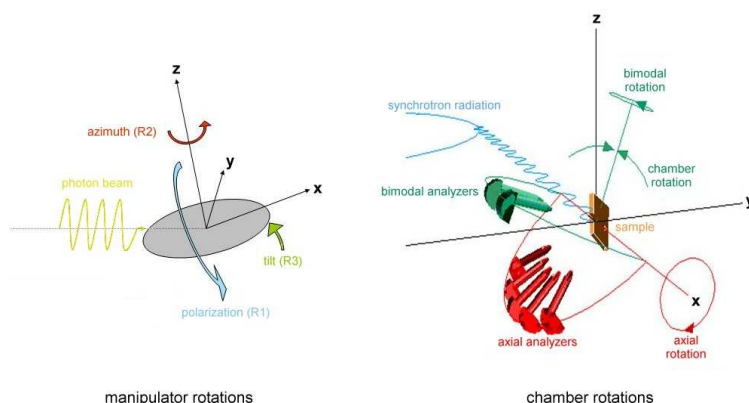 z
azimuth (R2)
y
photon beam
x
tilt (R3)
polarization (R1)
manipulator rotations
z
bimodal
rotation
synchrotron radiation
chamber
rotation
bimodal analyzers
y
sample
x
axial analyzers
axial
rotation
chamber rotations